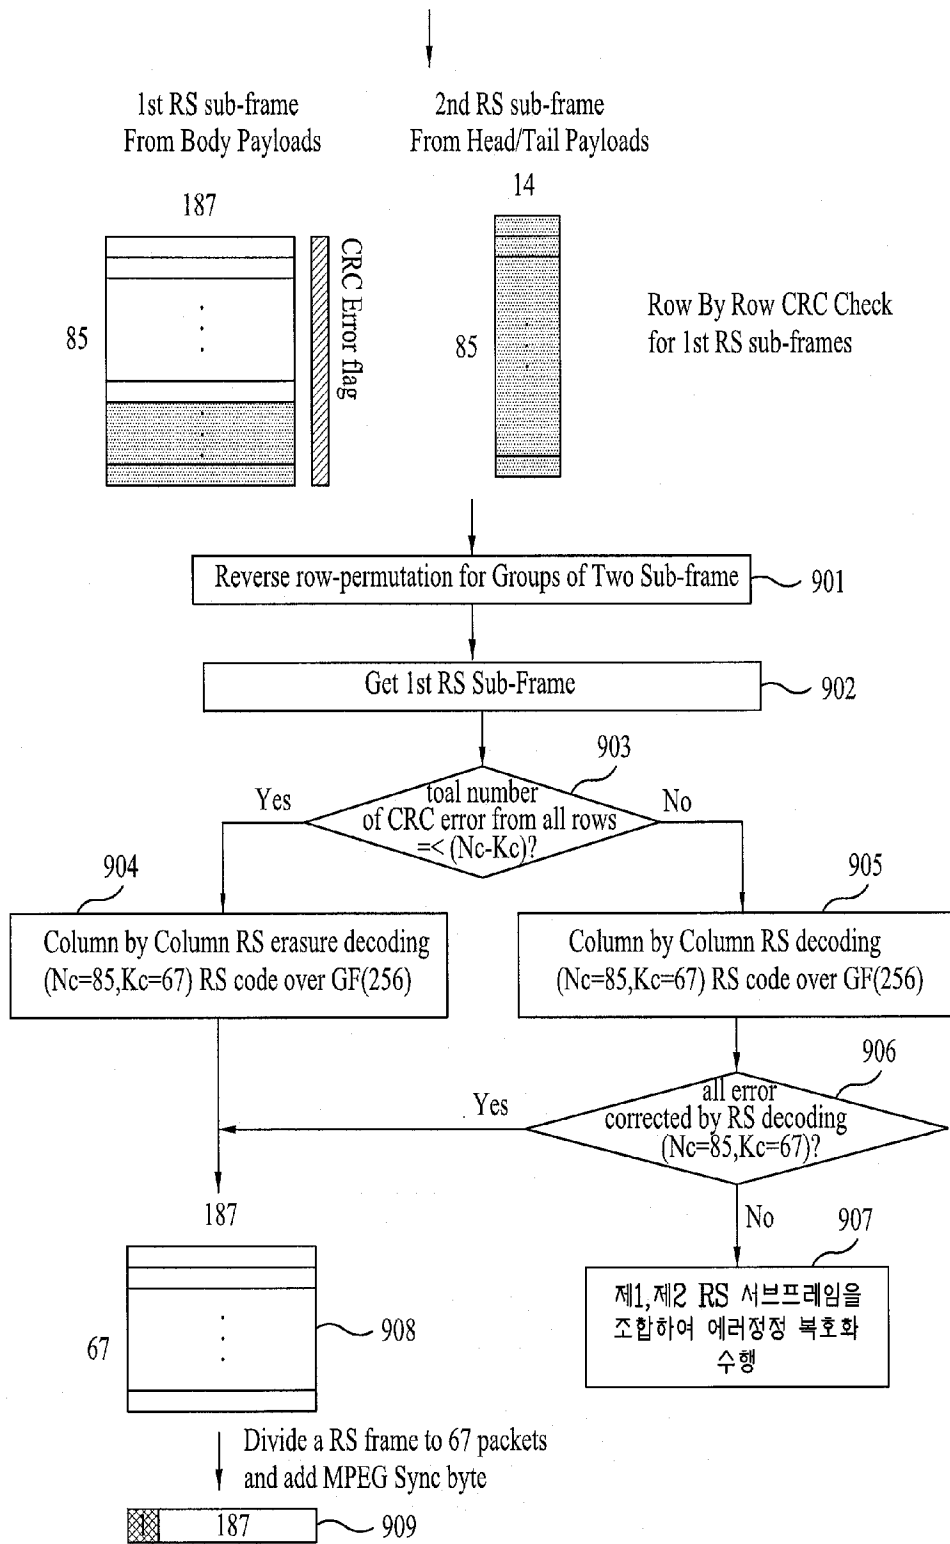 1st RS sub-frame
From Body Payloads
2nd RS sub-frame
From Head/Tail Payloads
187
14
85
CRC Error flag
85
Row By Row CRC Check
for 1st RS sub-frames
Reverse row-permutation for Groups of Two Sub-frame
901
Get 1st RS Sub-Frame
902
903
Yes
toal number
of CRC error from all rows
=< (Nc-Kc)?
No
904
Column by Column RS erasure decoding
(Nc=85,Kc=67) RS code over GF(256)
905
Column by Column RS decoding
(Nc=85,Kc=67) RS code over GF(256)
906
Yes
all error
corrected by RS decoding
(Nc=85,Kc=67)?
No
907
제1,제2 RS 서브프레임을
조합하여 에러정정 복호화
수행
187
67
908
Divide a RS frame to 67 packets
and add MPEG Sync byte
1
187
909